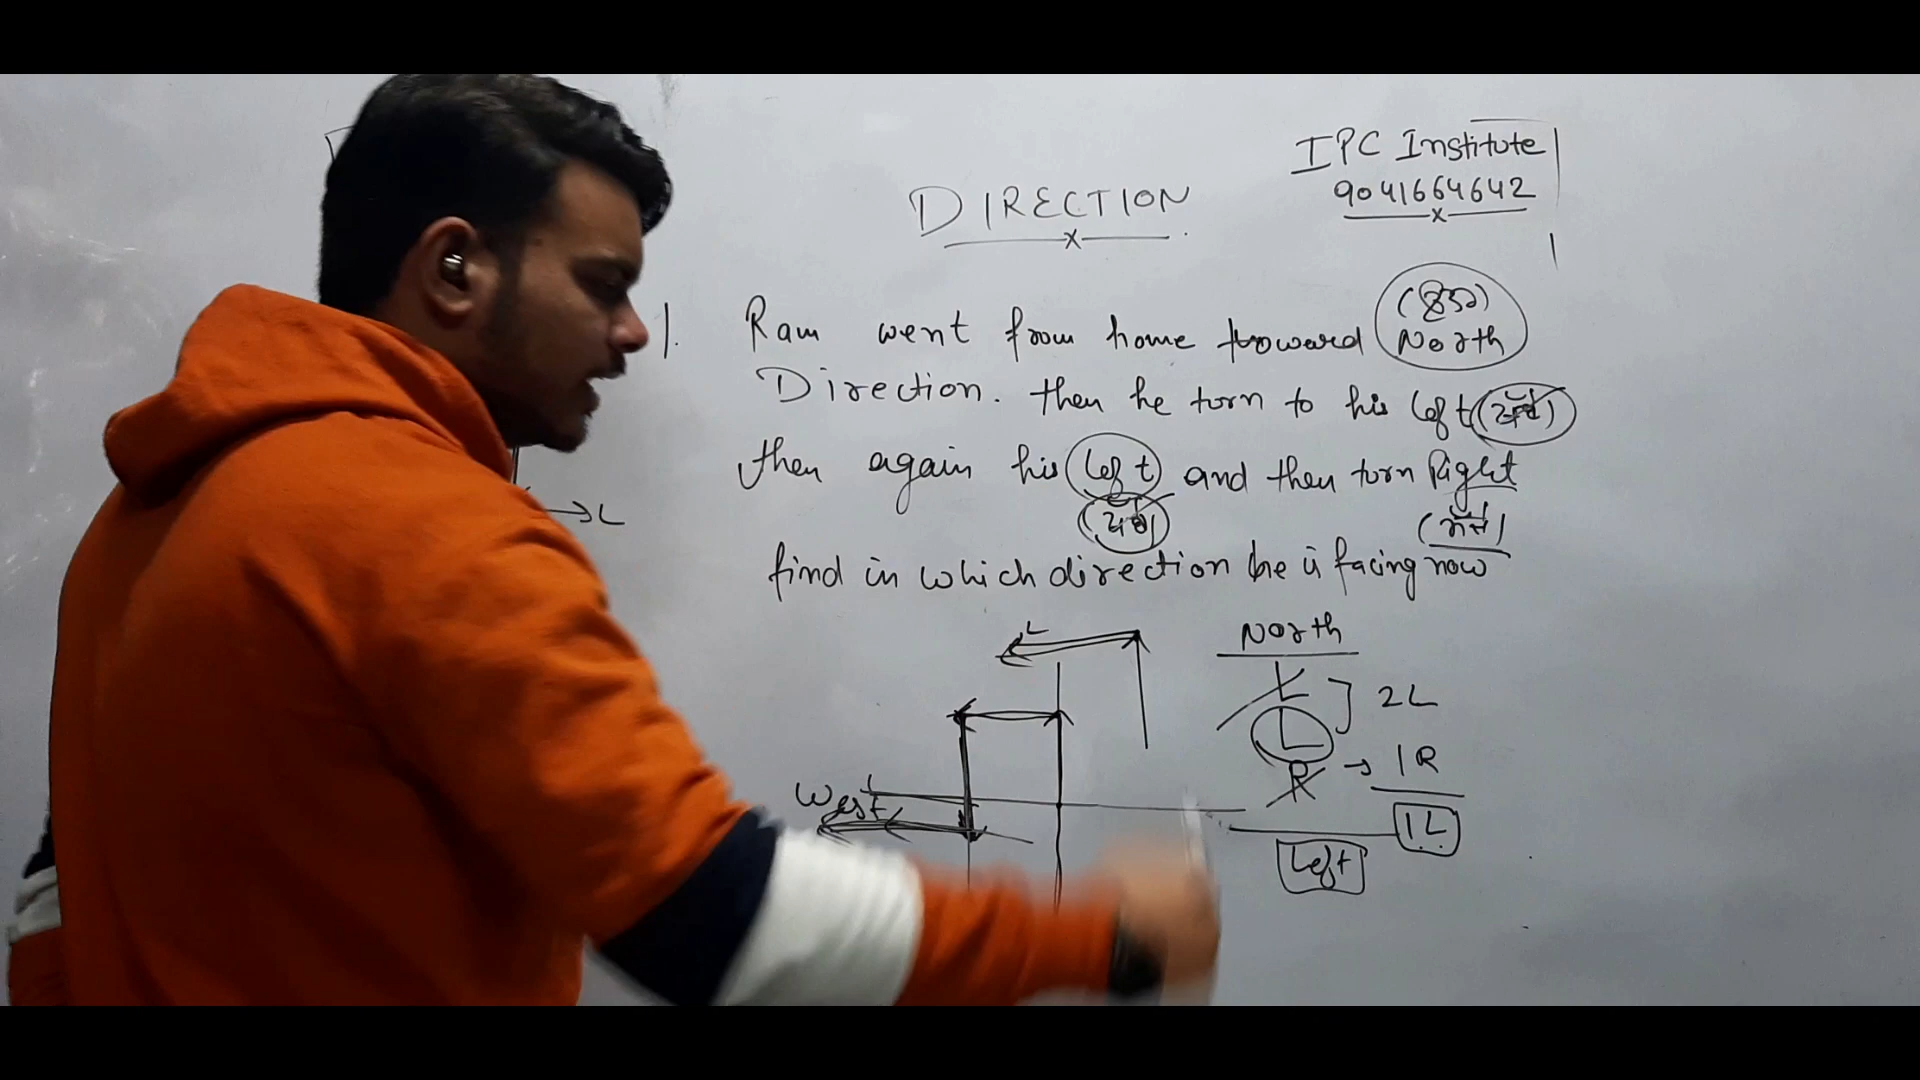 IPC Institute
9041664642
DIRECTION
1. Ram went from home toward North
Direction. then he turn to his left
then again his left and then turn Right
find in which direction he is facing now
L
North
L
2L
L
R → 1R
West
1L
Left
L